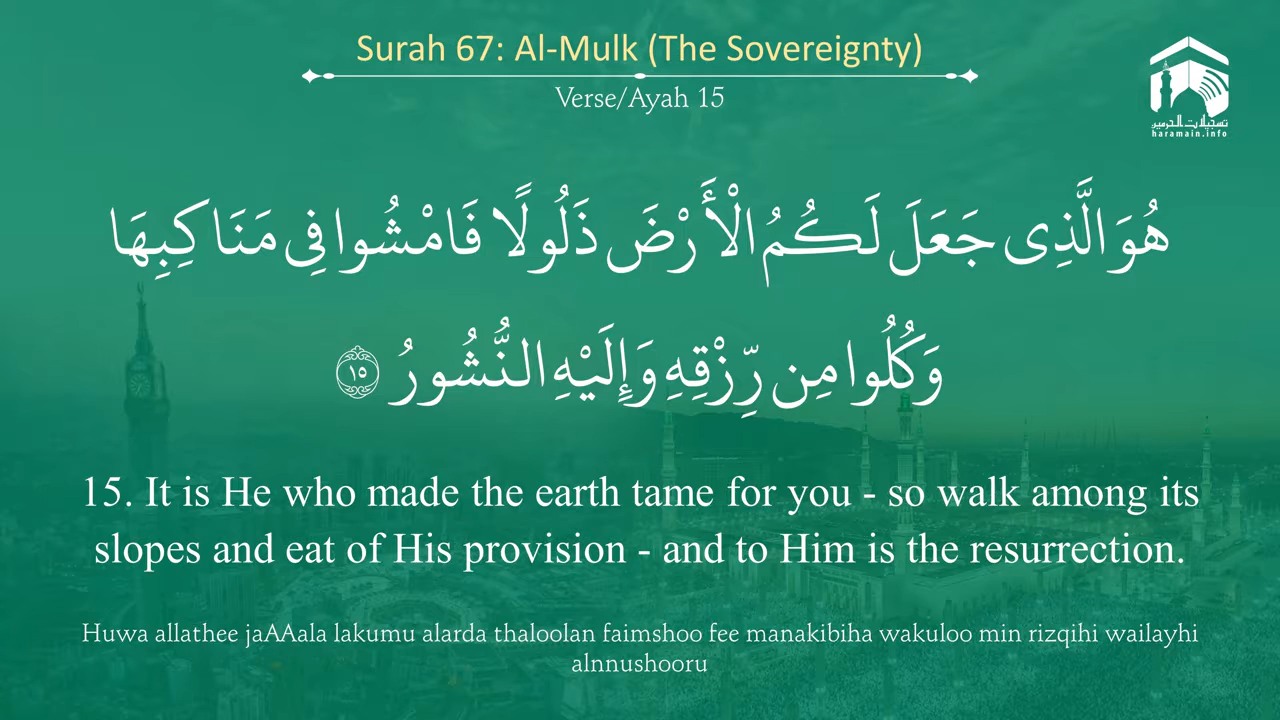 Surah 67: Al-Mulk (The Sovereignty)
Verse/Ayah 15
تسجيلات الحرمين
haramain.info
هُوَ الَّذِى جَعَلَ لَكُمُ الْأَرْضَ ذَلُولًا فَامْشُوا فِى مَنَاكِبِهَا
وَكُلُوا مِن رِّزْقِهِ وَإِلَيْهِ النُّشُورُ ١٥
15. It is He who made the earth tame for you - so walk among its
slopes and eat of His provision - and to Him is the resurrection.
Huwa allathee jaAAala lakumu alarda thaloolan faimshoo fee manakibiha wakuloo min rizqihi wailayhi
alnnushooru